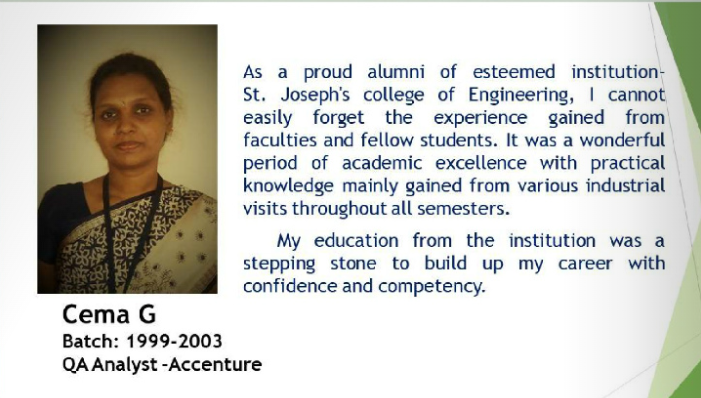 As a proud alumni of esteemed institution-
St. Joseph's college of Engineering, I cannot
easily forget the experience gained from
faculties and fellow students. It was a wonderful
period of academic excellence with practical
knowledge mainly gained from various industrial
visits throughout all semesters.
My education from the institution was a
stepping stone to build up my career with
confidence and competency.
Cema G
Batch: 1999-2003
QA Analyst -Accenture